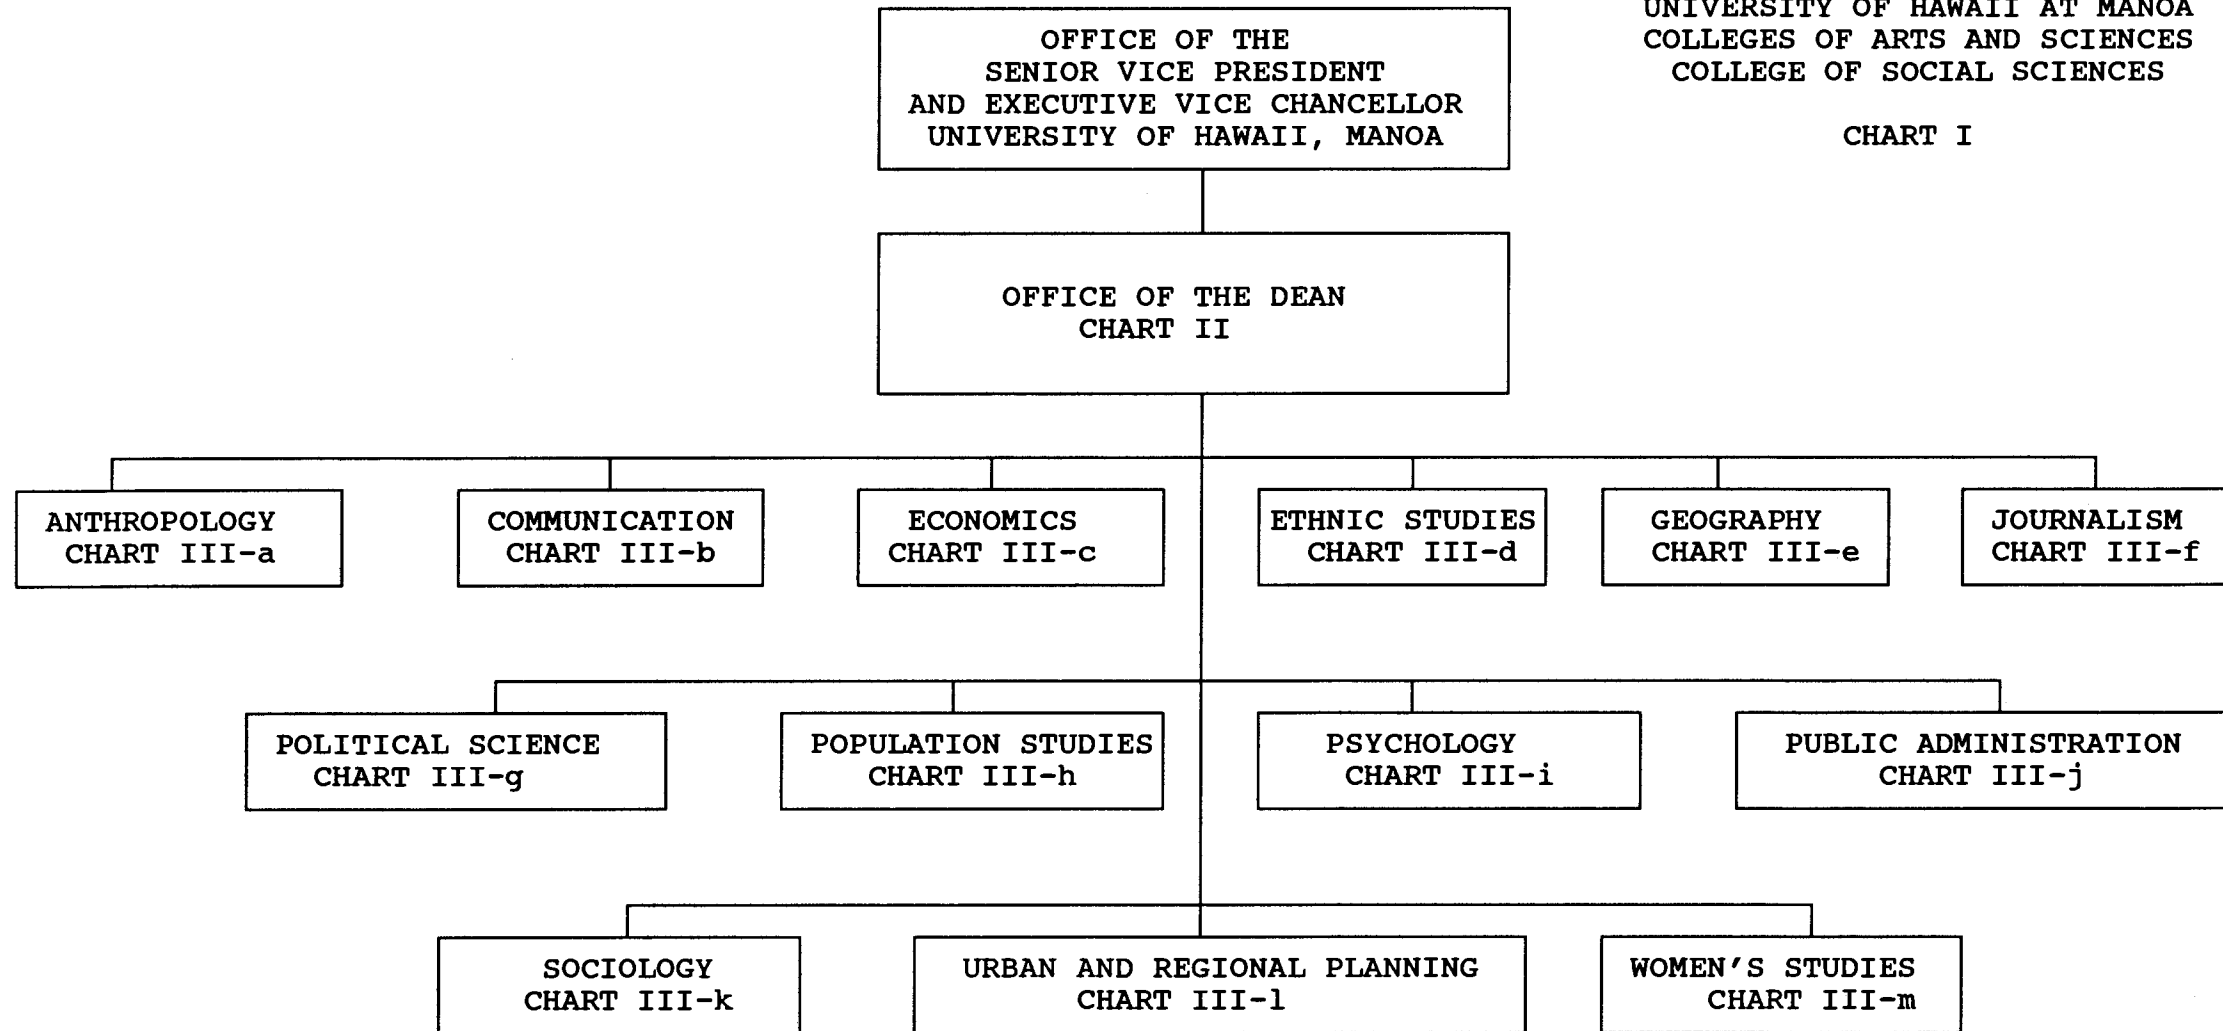 UNIVERSITY OF HAWAII AT MANOA
COLLEGES OF ARTS AND SCIENCES
COLLEGE OF SOCIAL SCIENCES
CHART I
OFFICE OF THE
SENIOR VICE PRESIDENT
AND EXECUTIVE VICE CHANCELLOR
UNIVERSITY OF HAWAII, MANOA
OFFICE OF THE DEAN
CHART II
ANTHROPOLOGY
CHART III-a
COMMUNICATION
CHART III-b
ECONOMICS
CHART III-c
ETHNIC STUDIES
CHART III-d
GEOGRAPHY
CHART III-e
JOURNALISM
CHART III-f
POLITICAL SCIENCE
CHART III-g
POPULATION STUDIES
CHART III-h
PSYCHOLOGY
CHART III-i
PUBLIC ADMINISTRATION
CHART III-j
SOCIOLOGY
CHART III-k
URBAN AND REGIONAL PLANNING
CHART III-l
WOMEN'S STUDIES
CHART III-m